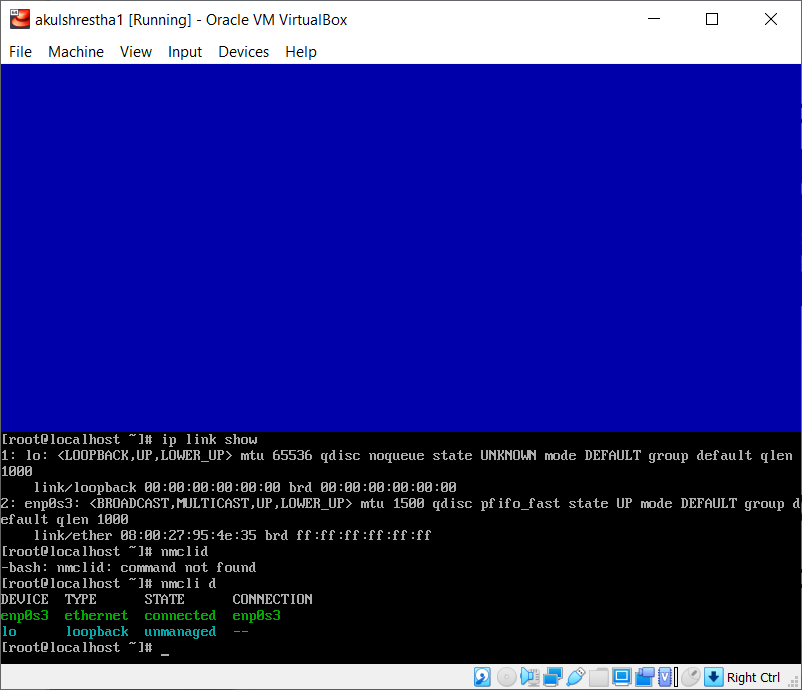 akulshrestha1 [Running] - Oracle VM VirtualBox
File Machine View Input Devices Help
[root@localhost ~]# ip link show
1: lo: <LOOPBACK,UP,LOWER_UP> mtu 65536 qdisc noqueue state UNKNOWN mode DEFAULT group default qlen
1000
    link/loopback 00:00:00:00:00:00 brd 00:00:00:00:00:00
2: enp0s3: <BROADCAST,MULTICAST,UP,LOWER_UP> mtu 1500 qdisc pfifo_fast state UP mode DEFAULT group d
efault qlen 1000
    link/ether 08:00:27:95:4e:35 brd ff:ff:ff:ff:ff:ff
[root@localhost ~]# nmclid
-bash: nmclid: command not found
[root@localhost ~]# nmcli d
DEVICE  TYPE      STATE      CONNECTION
enp0s3  ethernet  connected  enp0s3
lo      loopback  unmanaged  --
[root@localhost ~]# _
Right Ctrl